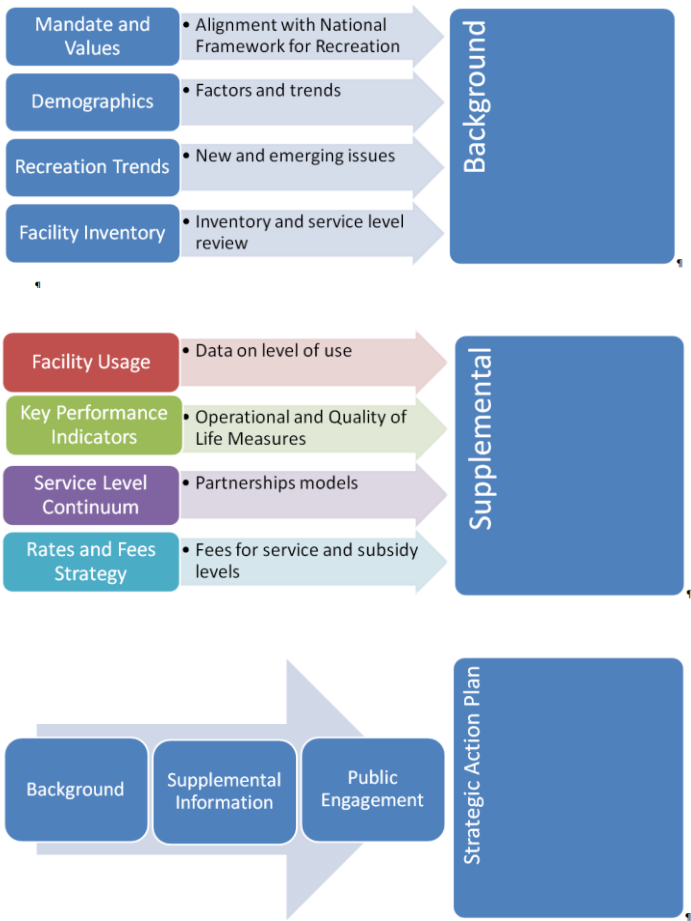 Mandate and
Values
• Alignment with National
Framework for Recreation
Demographics
• Factors and trends
Recreation Trends
• New and emerging issues
Facility Inventory
• Inventory and service level
review
Background
¶
¶
Facility Usage
• Data on level of use
Key Performance
Indicators
• Operational and Quality of
Life Measures
Service Level
Continuum
• Partnerships models
Rates and Fees
Strategy
• Fees for service and subsidy
levels
Supplemental
¶
Background
Supplemental
Information
Public
Engagement
Strategic Action Plan
¶